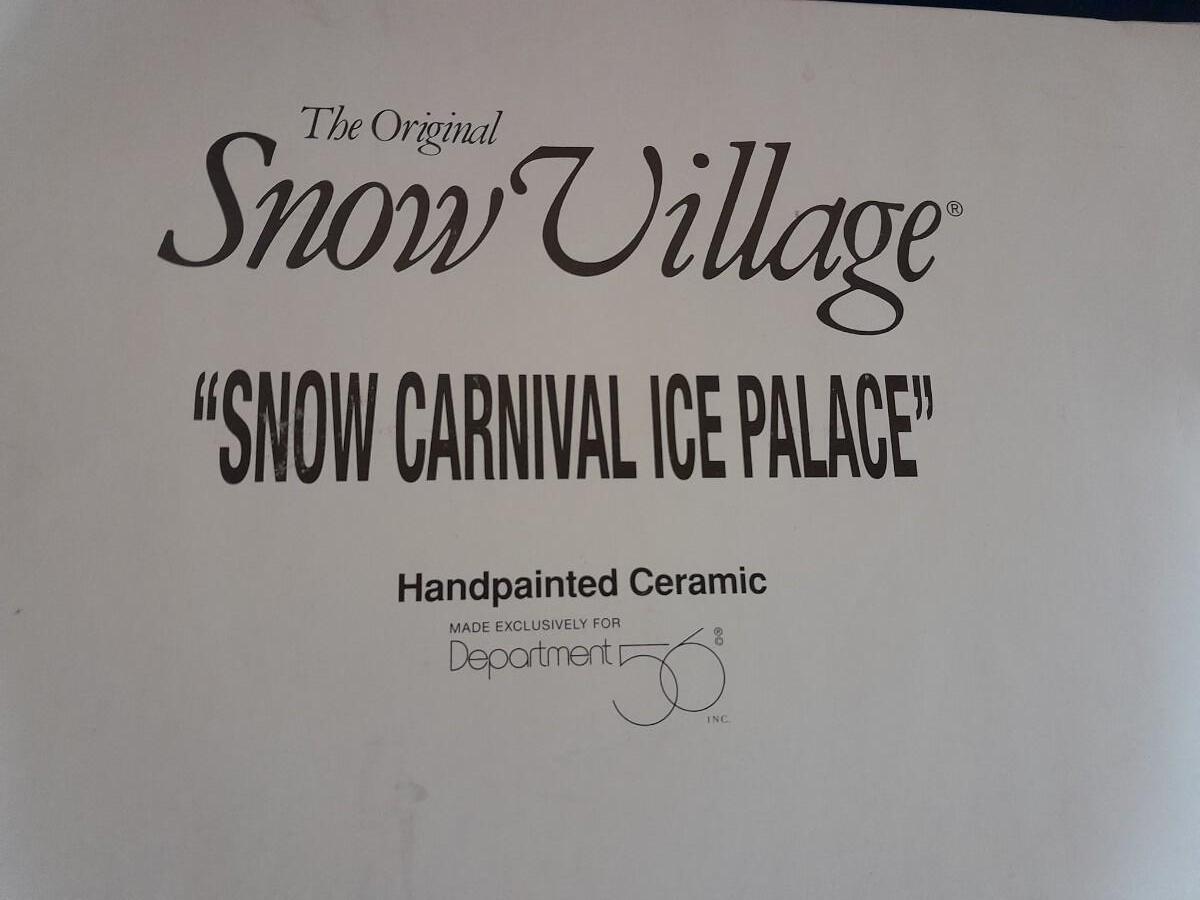 The Original
Snow Village®
“SNOW CARNIVAL ICE PALACE”
Handpainted Ceramic
MADE EXCLUSIVELY FOR
Department 56®©
INC.